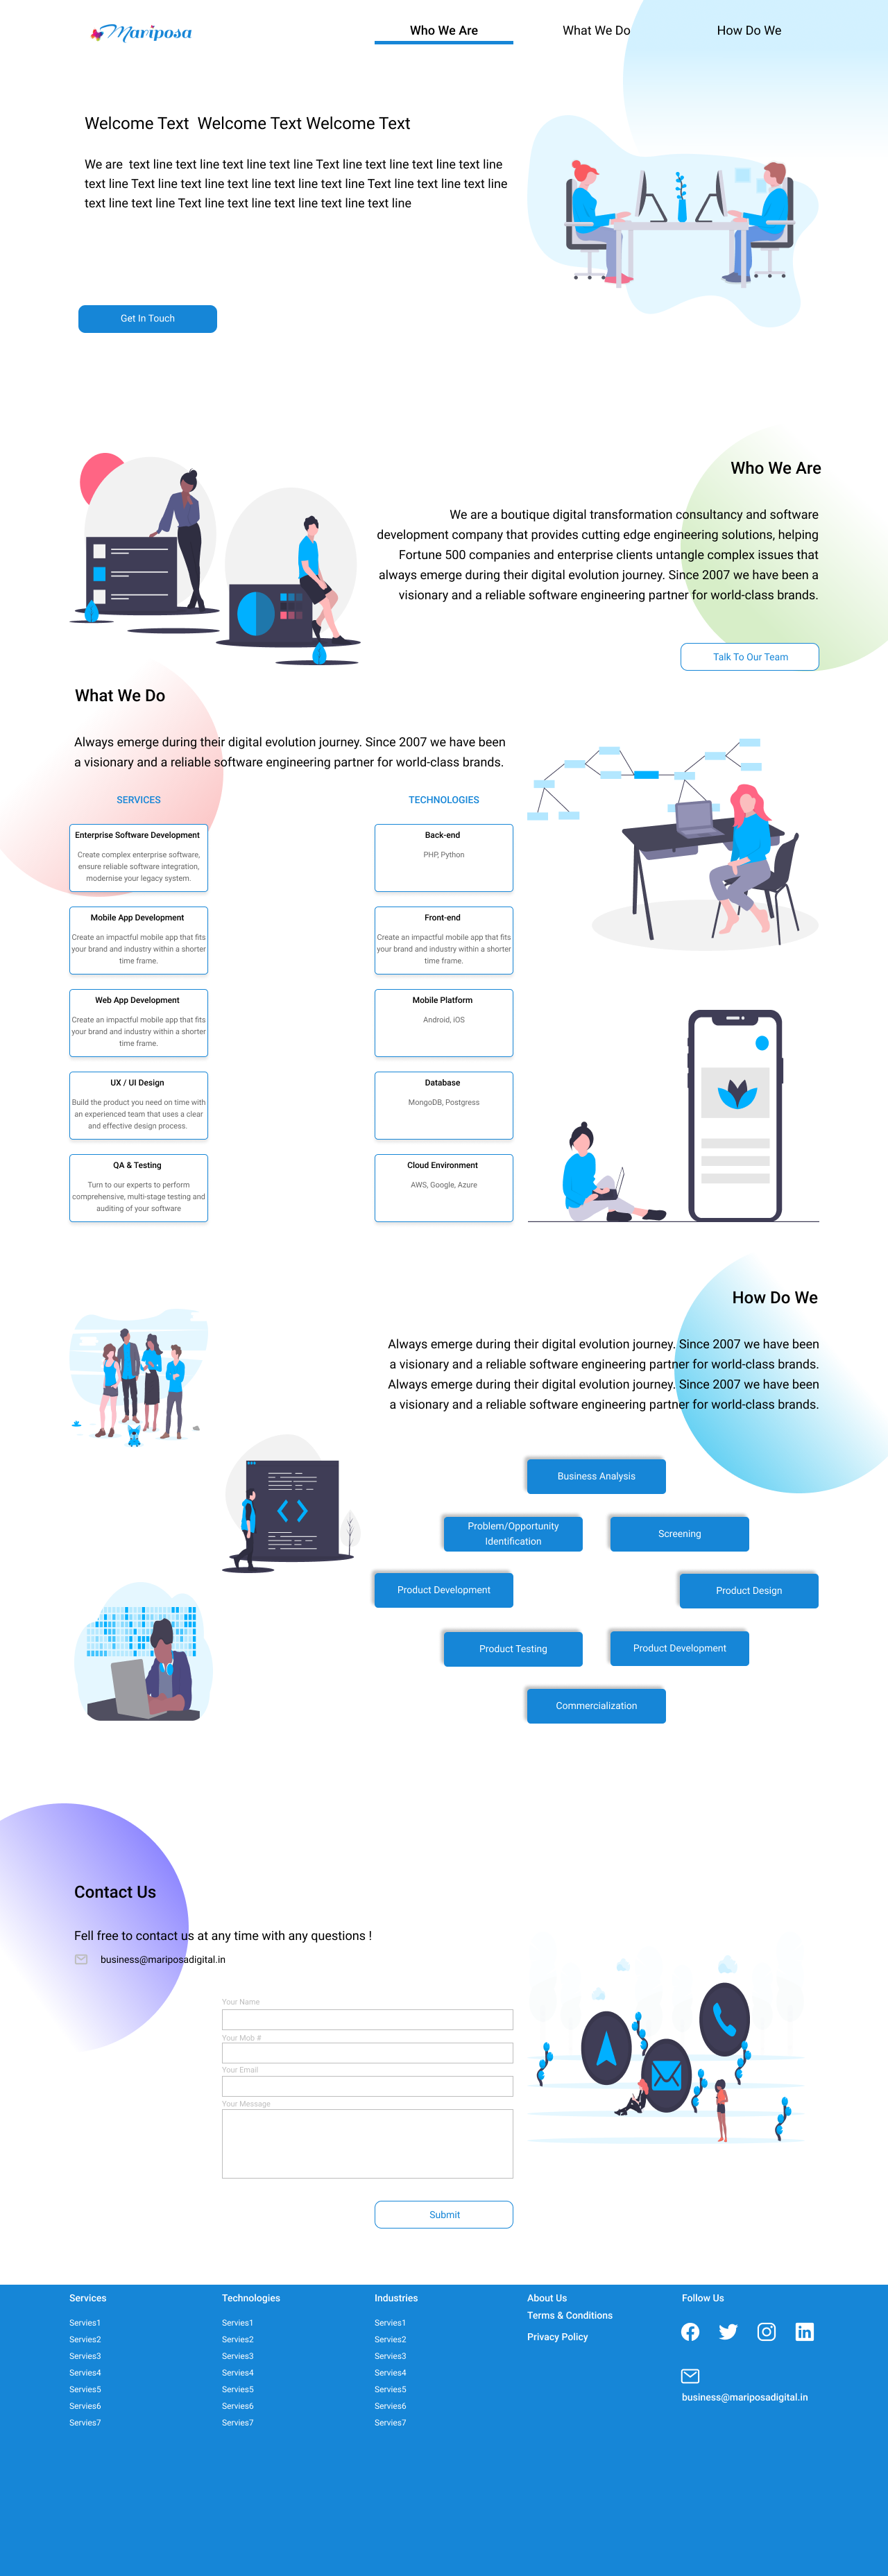 Mariposa
Who We Are
What We Do
How Do We
Welcome Text  Welcome Text Welcome Text
We are  text line text line text line text line Text line text line text line text line
text line Text line text line text line text line text line Text line text line text line
text line text line Text line text line text line text line text line
Get In Touch
Who We Are
We are a boutique digital transformation consultancy and software
development company that provides cutting edge engineering solutions, helping
Fortune 500 companies and enterprise clients untangle complex issues that
always emerge during their digital evolution journey. Since 2007 we have been a
visionary and a reliable software engineering partner for world-class brands.
Talk To Our Team
What We Do
Always emerge during their digital evolution journey. Since 2007 we have been
a visionary and a reliable software engineering partner for world-class brands.
SERVICES
Enterprise Software Development
Create complex enterprise software,
ensure reliable software integration,
modernise your legacy system.
Mobile App Development
Create an impactful mobile app that fits
your brand and industry within a shorter
time frame.
Web App Development
Create an impactful mobile app that fits
your brand and industry within a shorter
time frame.
UX / UI Design
Build the product you need on time with
an experienced team that uses a clear
and effective design process.
QA & Testing
Turn to our experts to perform
comprehensive, multi-stage testing and
auditing of your software
TECHNOLOGIES
Back-end
PHP, Python
Front-end
Create an impactful mobile app that fits
your brand and industry within a shorter
time frame.
Mobile Platform
Android, iOS
Database
MongoDB, Postgress
Cloud Environment
AWS, Google, Azure
How Do We
Always emerge during their digital evolution journey. Since 2007 we have been
a visionary and a reliable software engineering partner for world-class brands.
Always emerge during their digital evolution journey. Since 2007 we have been
a visionary and a reliable software engineering partner for world-class brands.
Business Analysis
Problem/Opportunity
Identification
Screening
Product Development
Product Design
Product Testing
Product Development
Commercialization
Contact Us
Fell free to contact us at any time with any questions !
business@mariposadigital.in
Your Name
Your Mob #
Your Email
Your Message
Submit
Services
Servies1
Servies2
Servies3
Servies4
Servies5
Servies6
Servies7
Technologies
Servies1
Servies2
Servies3
Servies4
Servies5
Servies6
Servies7
Industries
Servies1
Servies2
Servies3
Servies4
Servies5
Servies6
Servies7
About Us
Terms & Conditions
Privacy Policy
Follow Us
business@mariposadigital.in